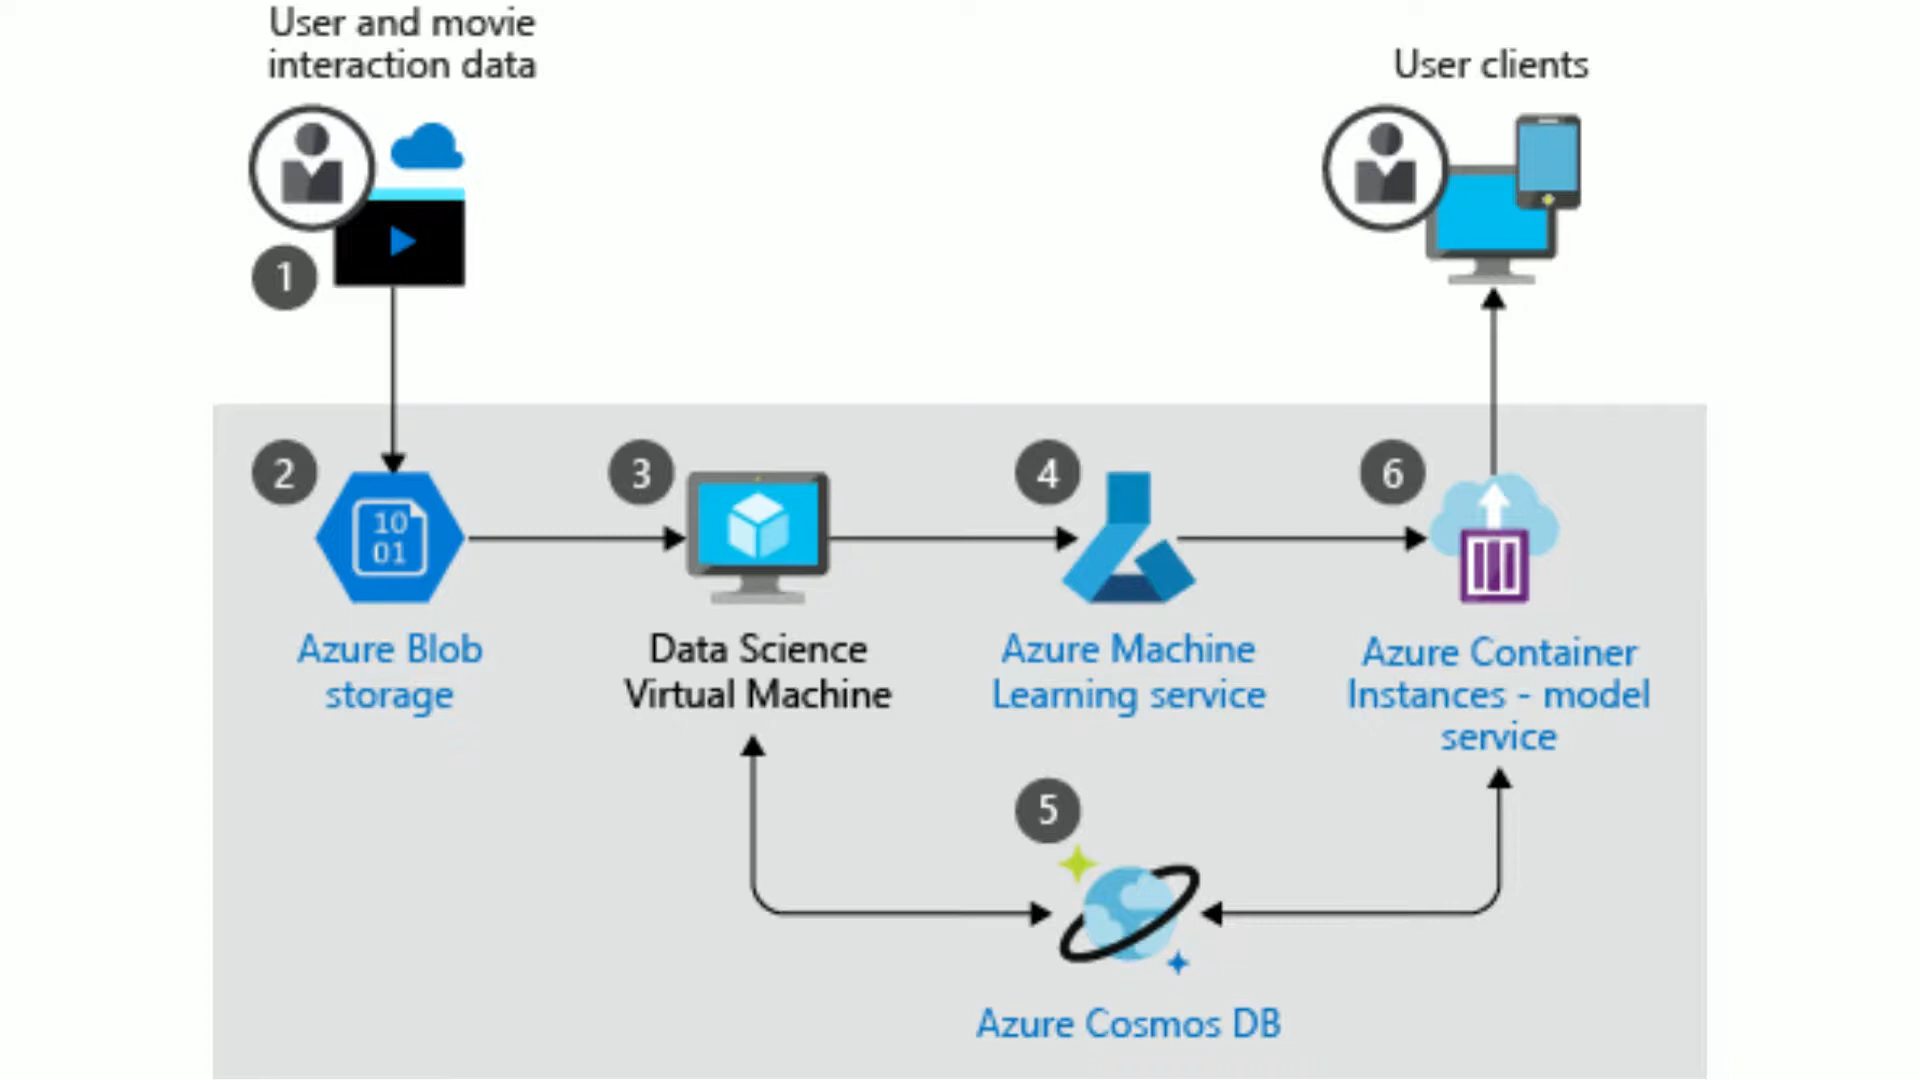 User and movie
interaction data
User clients
1
2
3
4
6
10
01
Azure Blob
storage
Data Science
Virtual Machine
Azure Machine
Learning service
Azure Container
Instances - model
service
5
Azure Cosmos DB